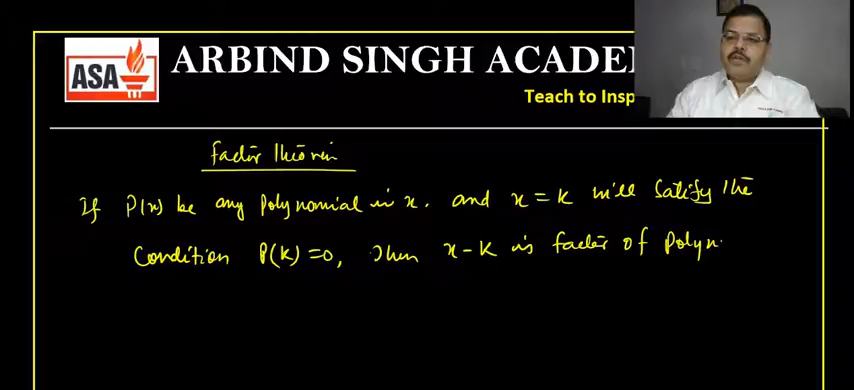 ASA
ARBIND SINGH ACADE
Teach to Insp
Factor Theorem
If P(x) be any polynomial in x. and x = k will satisfy the
Condition P(k) = 0, then x - k is factor of Polyn